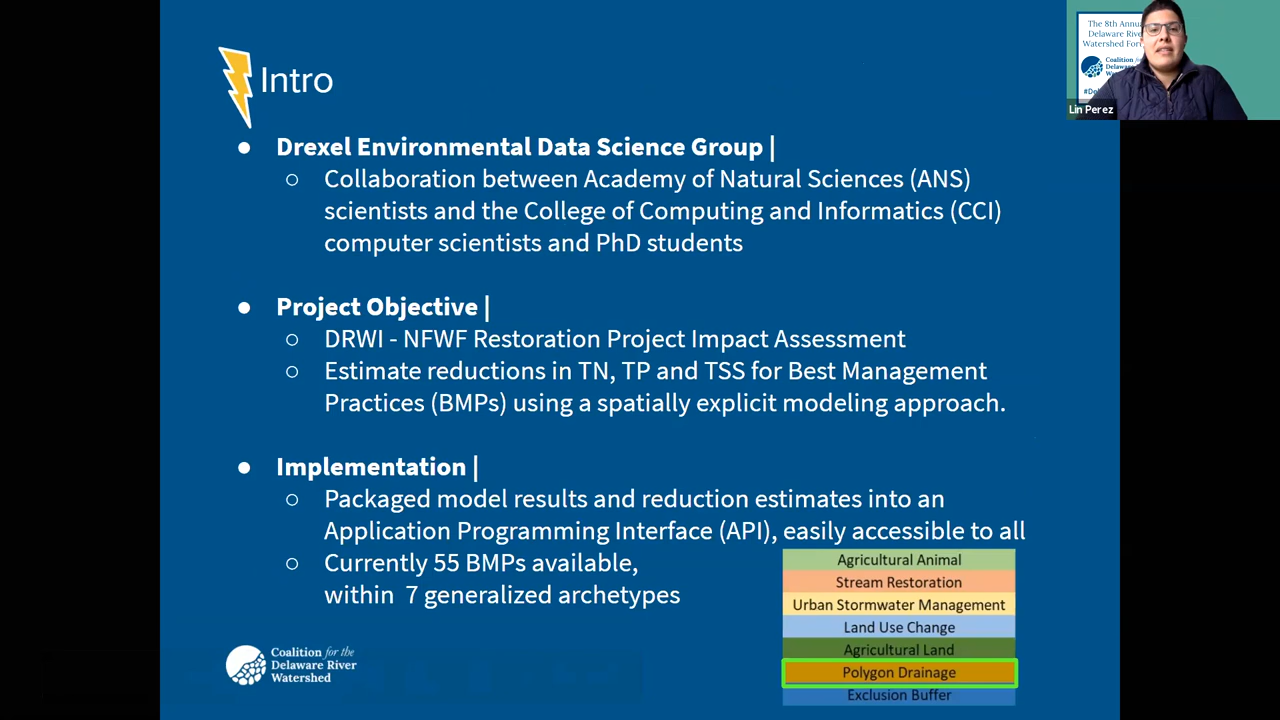 Intro
● Drexel Environmental Data Science Group |
○ Collaboration between Academy of Natural Sciences (ANS)
scientists and the College of Computing and Informatics (CCI)
computer scientists and PhD students
● Project Objective |
○ DRWI - NFWF Restoration Project Impact Assessment
○ Estimate reductions in TN, TP and TSS for Best Management
Practices (BMPs) using a spatially explicit modeling approach.
● Implementation |
○ Packaged model results and reduction estimates into an
Application Programming Interface (API), easily accessible to all
○ Currently 55 BMPs available,
within 7 generalized archetypes
Agricultural Animal
Stream Restoration
Urban Stormwater Management
Land Use Change
Agricultural Land
Polygon Drainage
Exclusion Buffer
Coalition for the
Delaware River
Watershed
The 8th
Delaware
Watershed
Coalition
Lin Perez